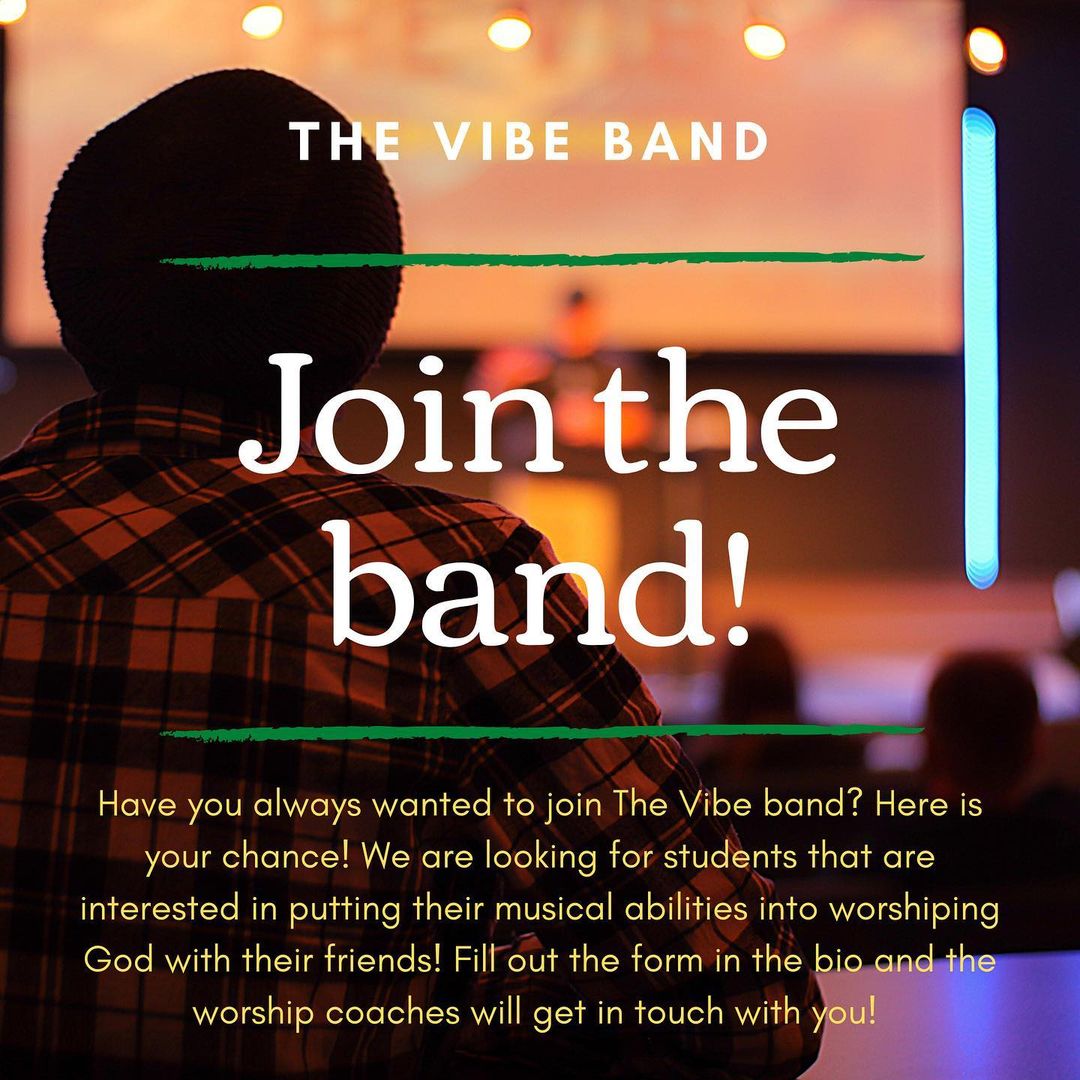 THE VIBE BAND
Join the
band!
Have you always wanted to join The Vibe band? Here is
your chance! We are looking for students that are
interested in putting their musical abilities into worshiping
God with their friends! Fill out the form in the bio and the
worship coaches will get in touch with you!